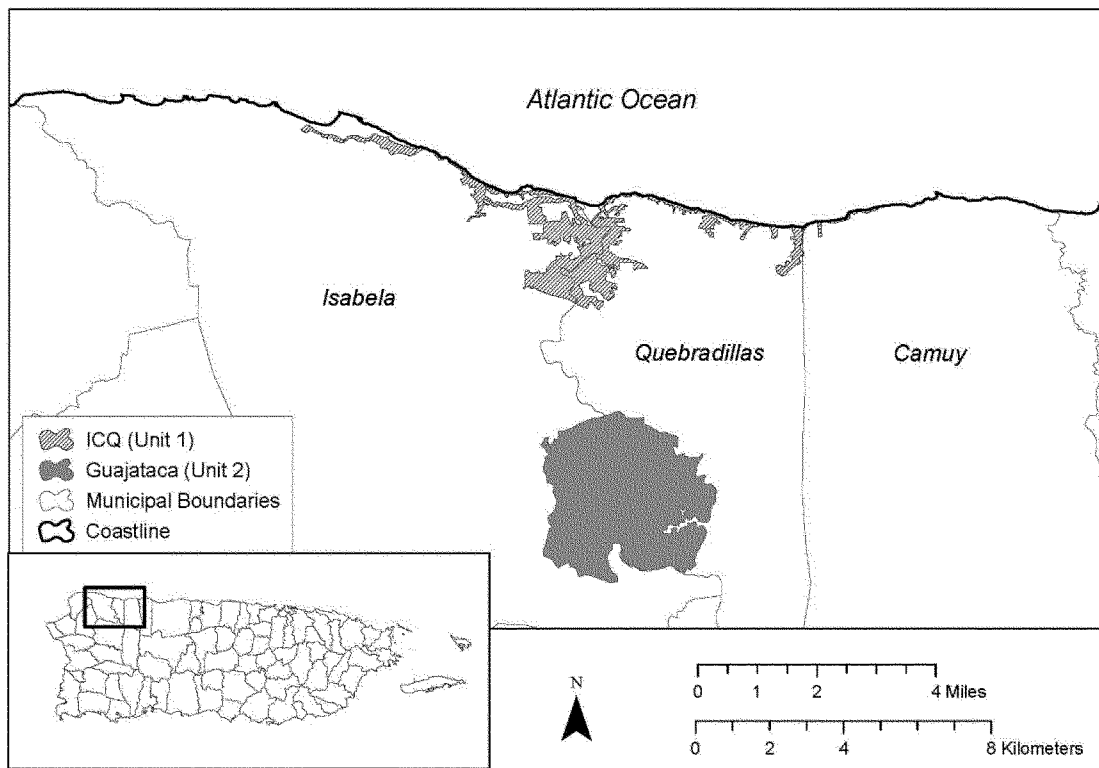 Atlantic Ocean
Isabela
Quebradillas
Camuy
ICQ (Unit 1)
Guajataca (Unit 2)
Municipal Boundaries
Coastline
N
0 1 2 4 Miles
0 2 4 8 Kilometers